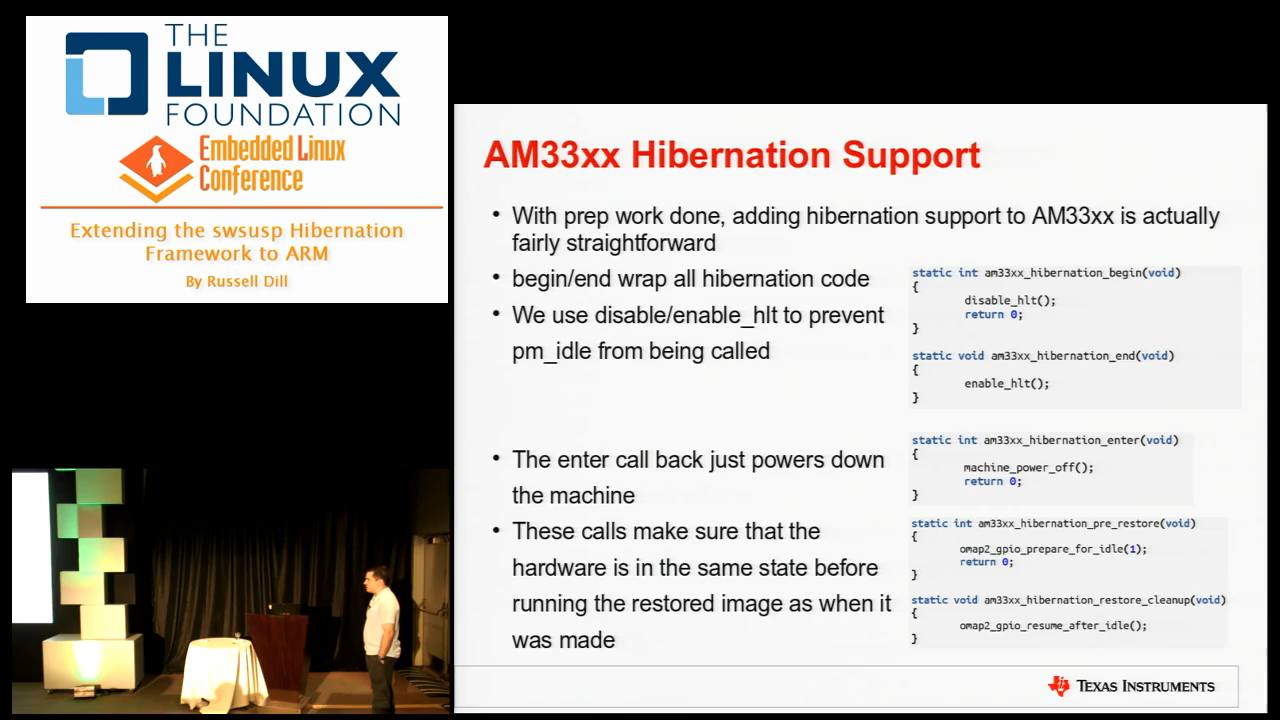 THE
LINUX
FOUNDATION
Embedded Linux
Conference
Extending the swsusp Hibernation
Framework to ARM
By Russell Dill
AM33xx Hibernation Support
• With prep work done, adding hibernation support to AM33xx is actually
fairly straightforward
• begin/end wrap all hibernation code
• We use disable/enable_hlt to prevent
pm_idle from being called
static int am33xx_hibernation_begin(void)
{
disable_hlt();
return 0;
}
static void am33xx_hibernation_end(void)
{
enable_hlt();
}
• The enter call back just powers down
the machine
• These calls make sure that the
hardware is in the same state before
running the restored image as when it
was made
static int am33xx_hibernation_enter(void)
{
machine_power_off();
return 0;
}
static int am33xx_hibernation_pre_restore(void)
{
omap2_gpio_prepare_for_idle(1);
return 0;
}
static void am33xx_hibernation_restore_cleanup(void)
{
omap2_gpio_resume_after_idle();
}
TEXAS INSTRUMENTS